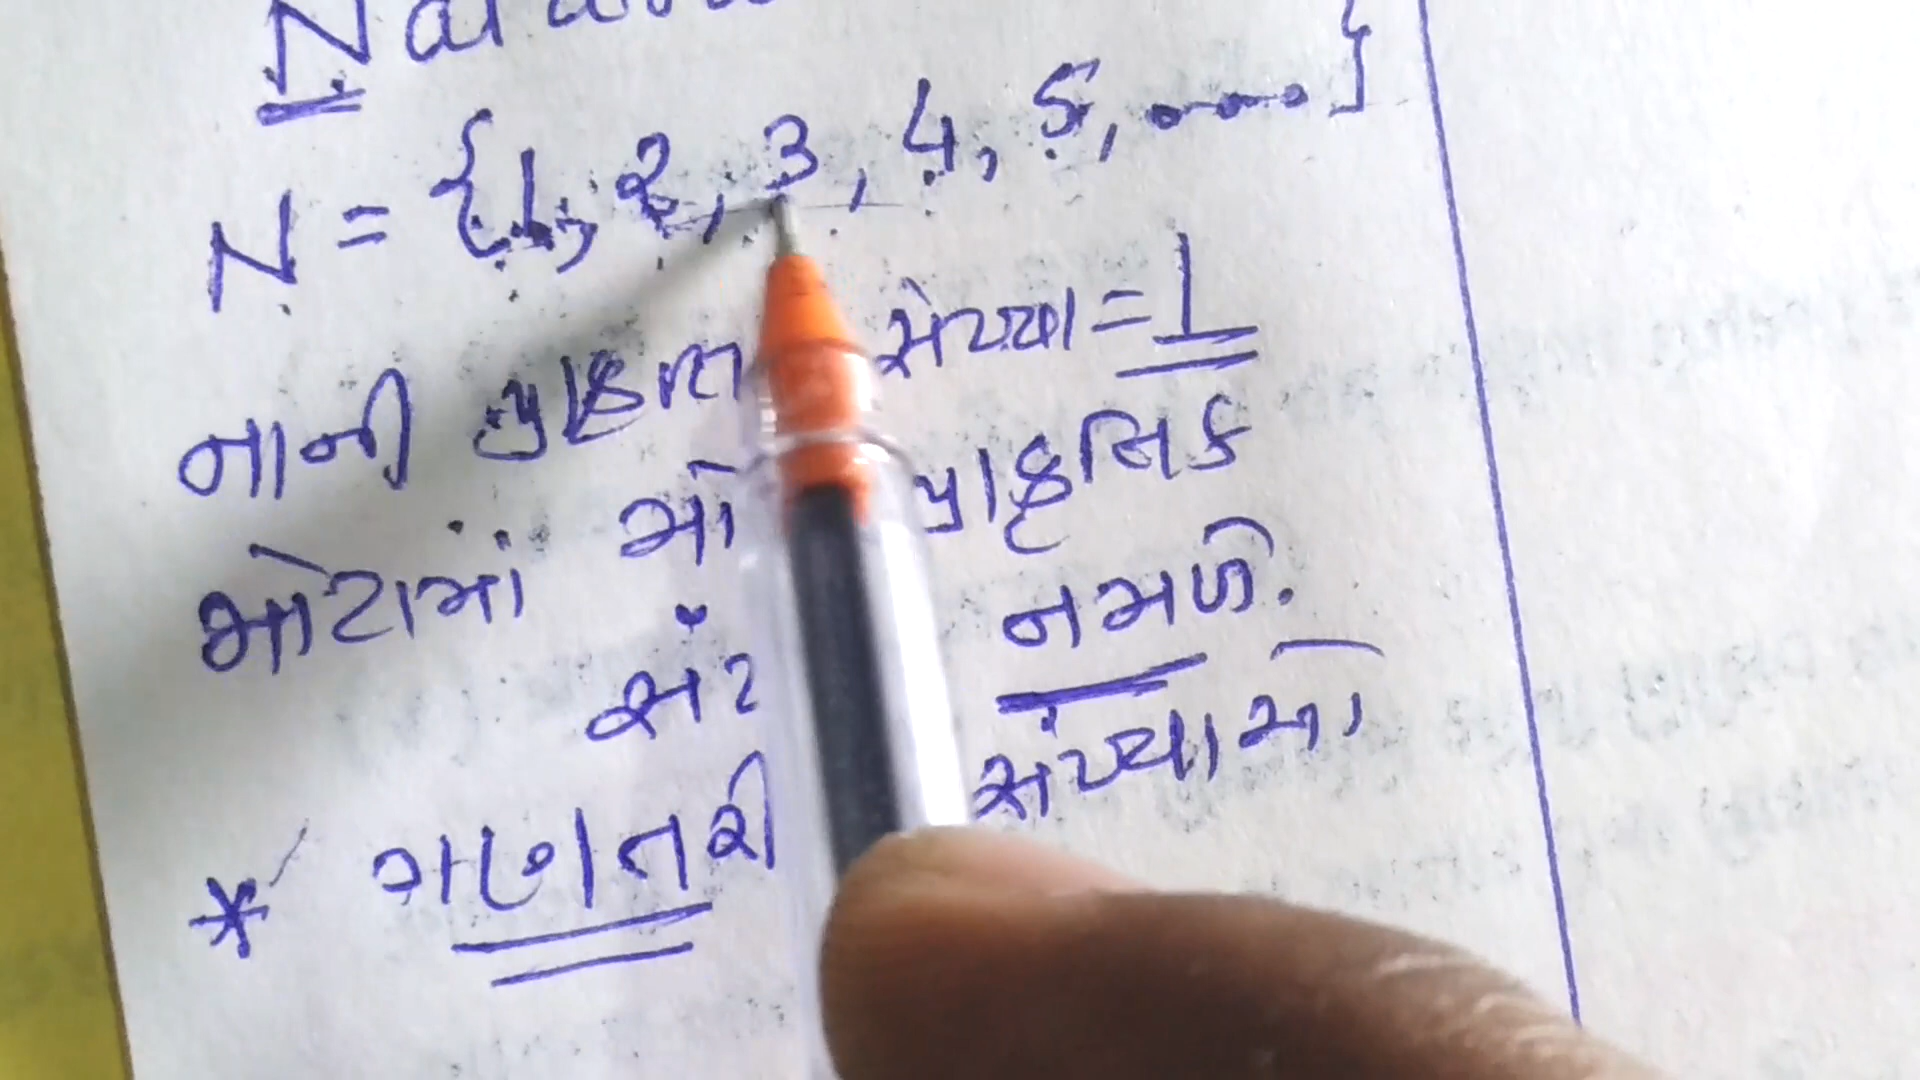 N = {1, 2, 3, 4, 5, ....}
નાની પ્રાકૃત સંખ્યા = 1
મોટામાં પ્રાકૃતિક
નમળે.
* ગણતરી સંખ્યાઓ